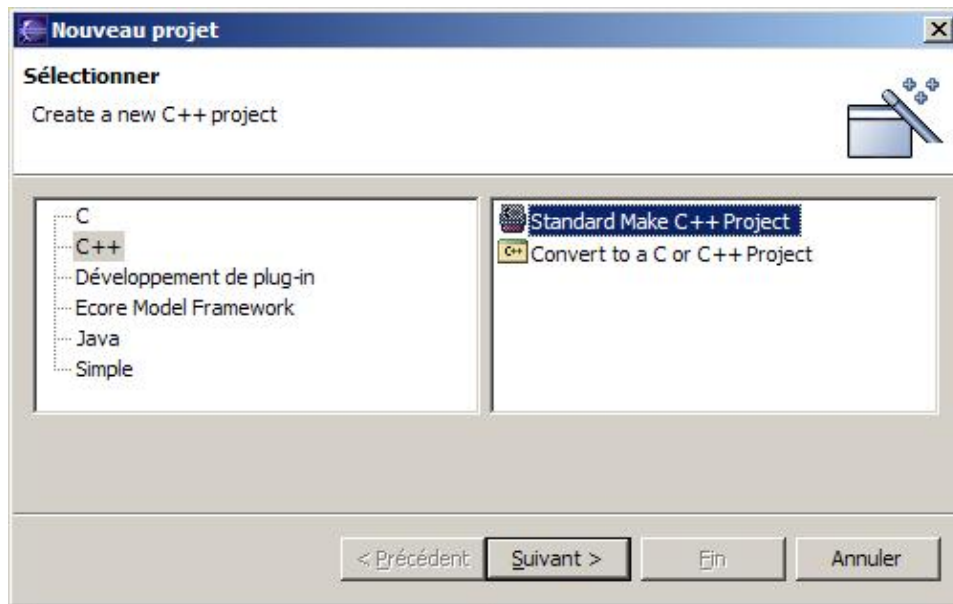 Nouveau projet
Sélectionner
Create a new C++ project
C
C++
Développement de plug-in
Ecore Model Framework
Java
Simple
Standard Make C++ Project
Convert to a C or C++ Project
< Précédent
Suivant >
Fin
Annuler